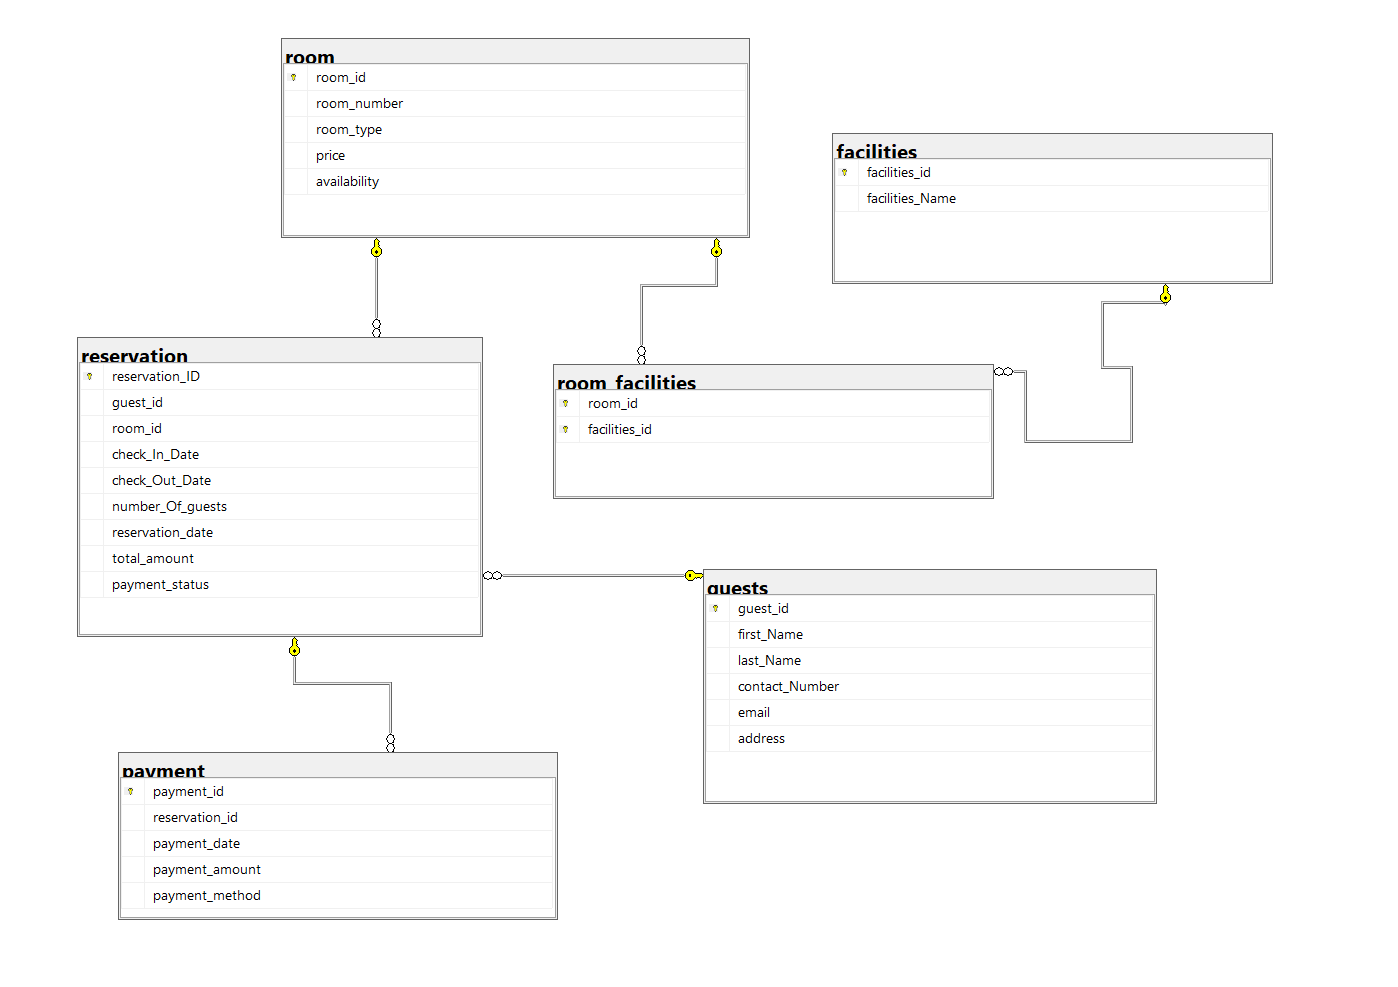 room
room_id
room_number
room_type
price
availability
facilities
facilities_id
facilities_Name
reservation
reservation_ID
guest_id
room_id
check_In_Date
check_Out_Date
number_Of_guests
reservation_date
total_amount
payment_status
room_facilities
room_id
facilities_id
guests
guest_id
first_Name
last_Name
contact_Number
email
address
payment
payment_id
reservation_id
payment_date
payment_amount
payment_method